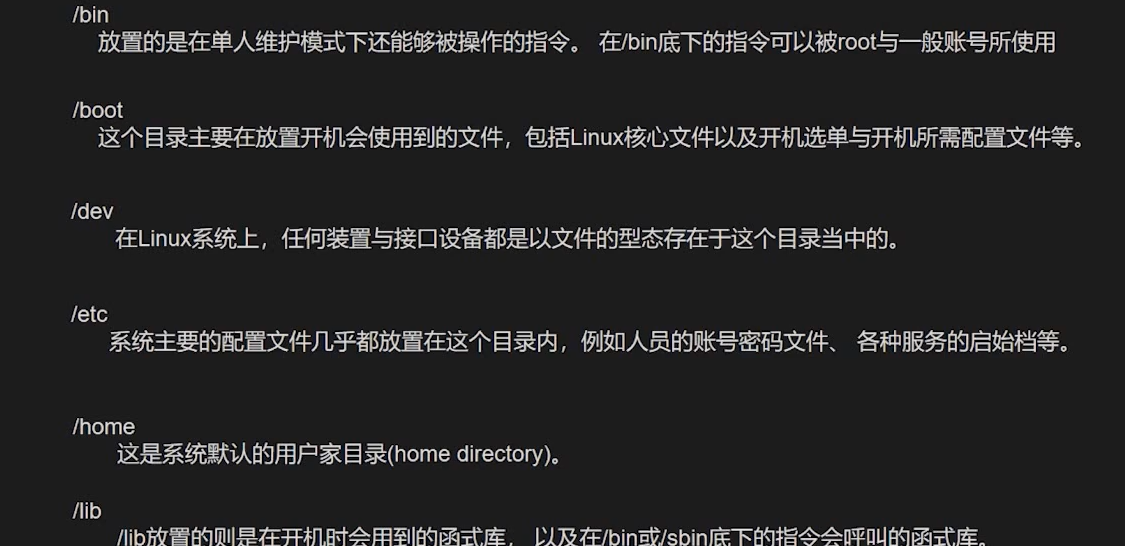 /bin
放置的是在单人维护模式下还能够被操作的指令。 在/bin底下的指令可以被root与一般账号所使用
/boot
这个目录主要在放置开机会使用到的文件，包括Linux核心文件以及开机选单与开机所需配置文件等。
/dev
在Linux系统上，任何装置与接口设备都是以文件的型态存在于这个目录当中的。
/etc
系统主要的配置文件几乎都放置在这个目录内，例如人员的账号密码文件、 各种服务的启始档等。
/home
这是系统默认的用户家目录(home directory)。
/lib
/lib放置的则是在开机时会用到的函式库， 以及在/bin或/sbin底下的指令会呼叫的函式库。